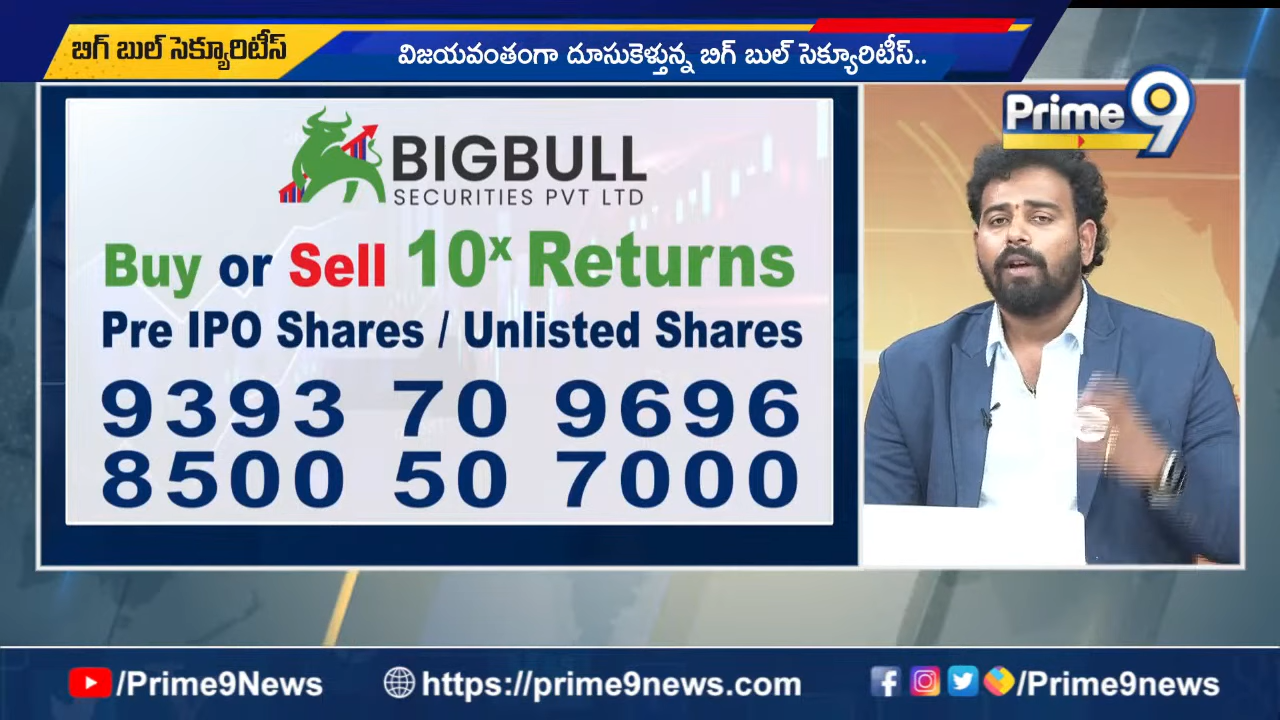 బిగ్ బుల్ సెక్యూరిటీస్
విజయవంతంగా దూసుకెళ్తున్న బిగ్ బుల్ సెక్యూరిటీస్..
Prime9
BIGBULL
SECURITIES PVT LTD
Buy or Sell 10x Returns
Pre IPO Shares / Unlisted Shares
9393 70 9696
8500 50 7000
/Prime9News
https://prime9news.com
/Prime9news